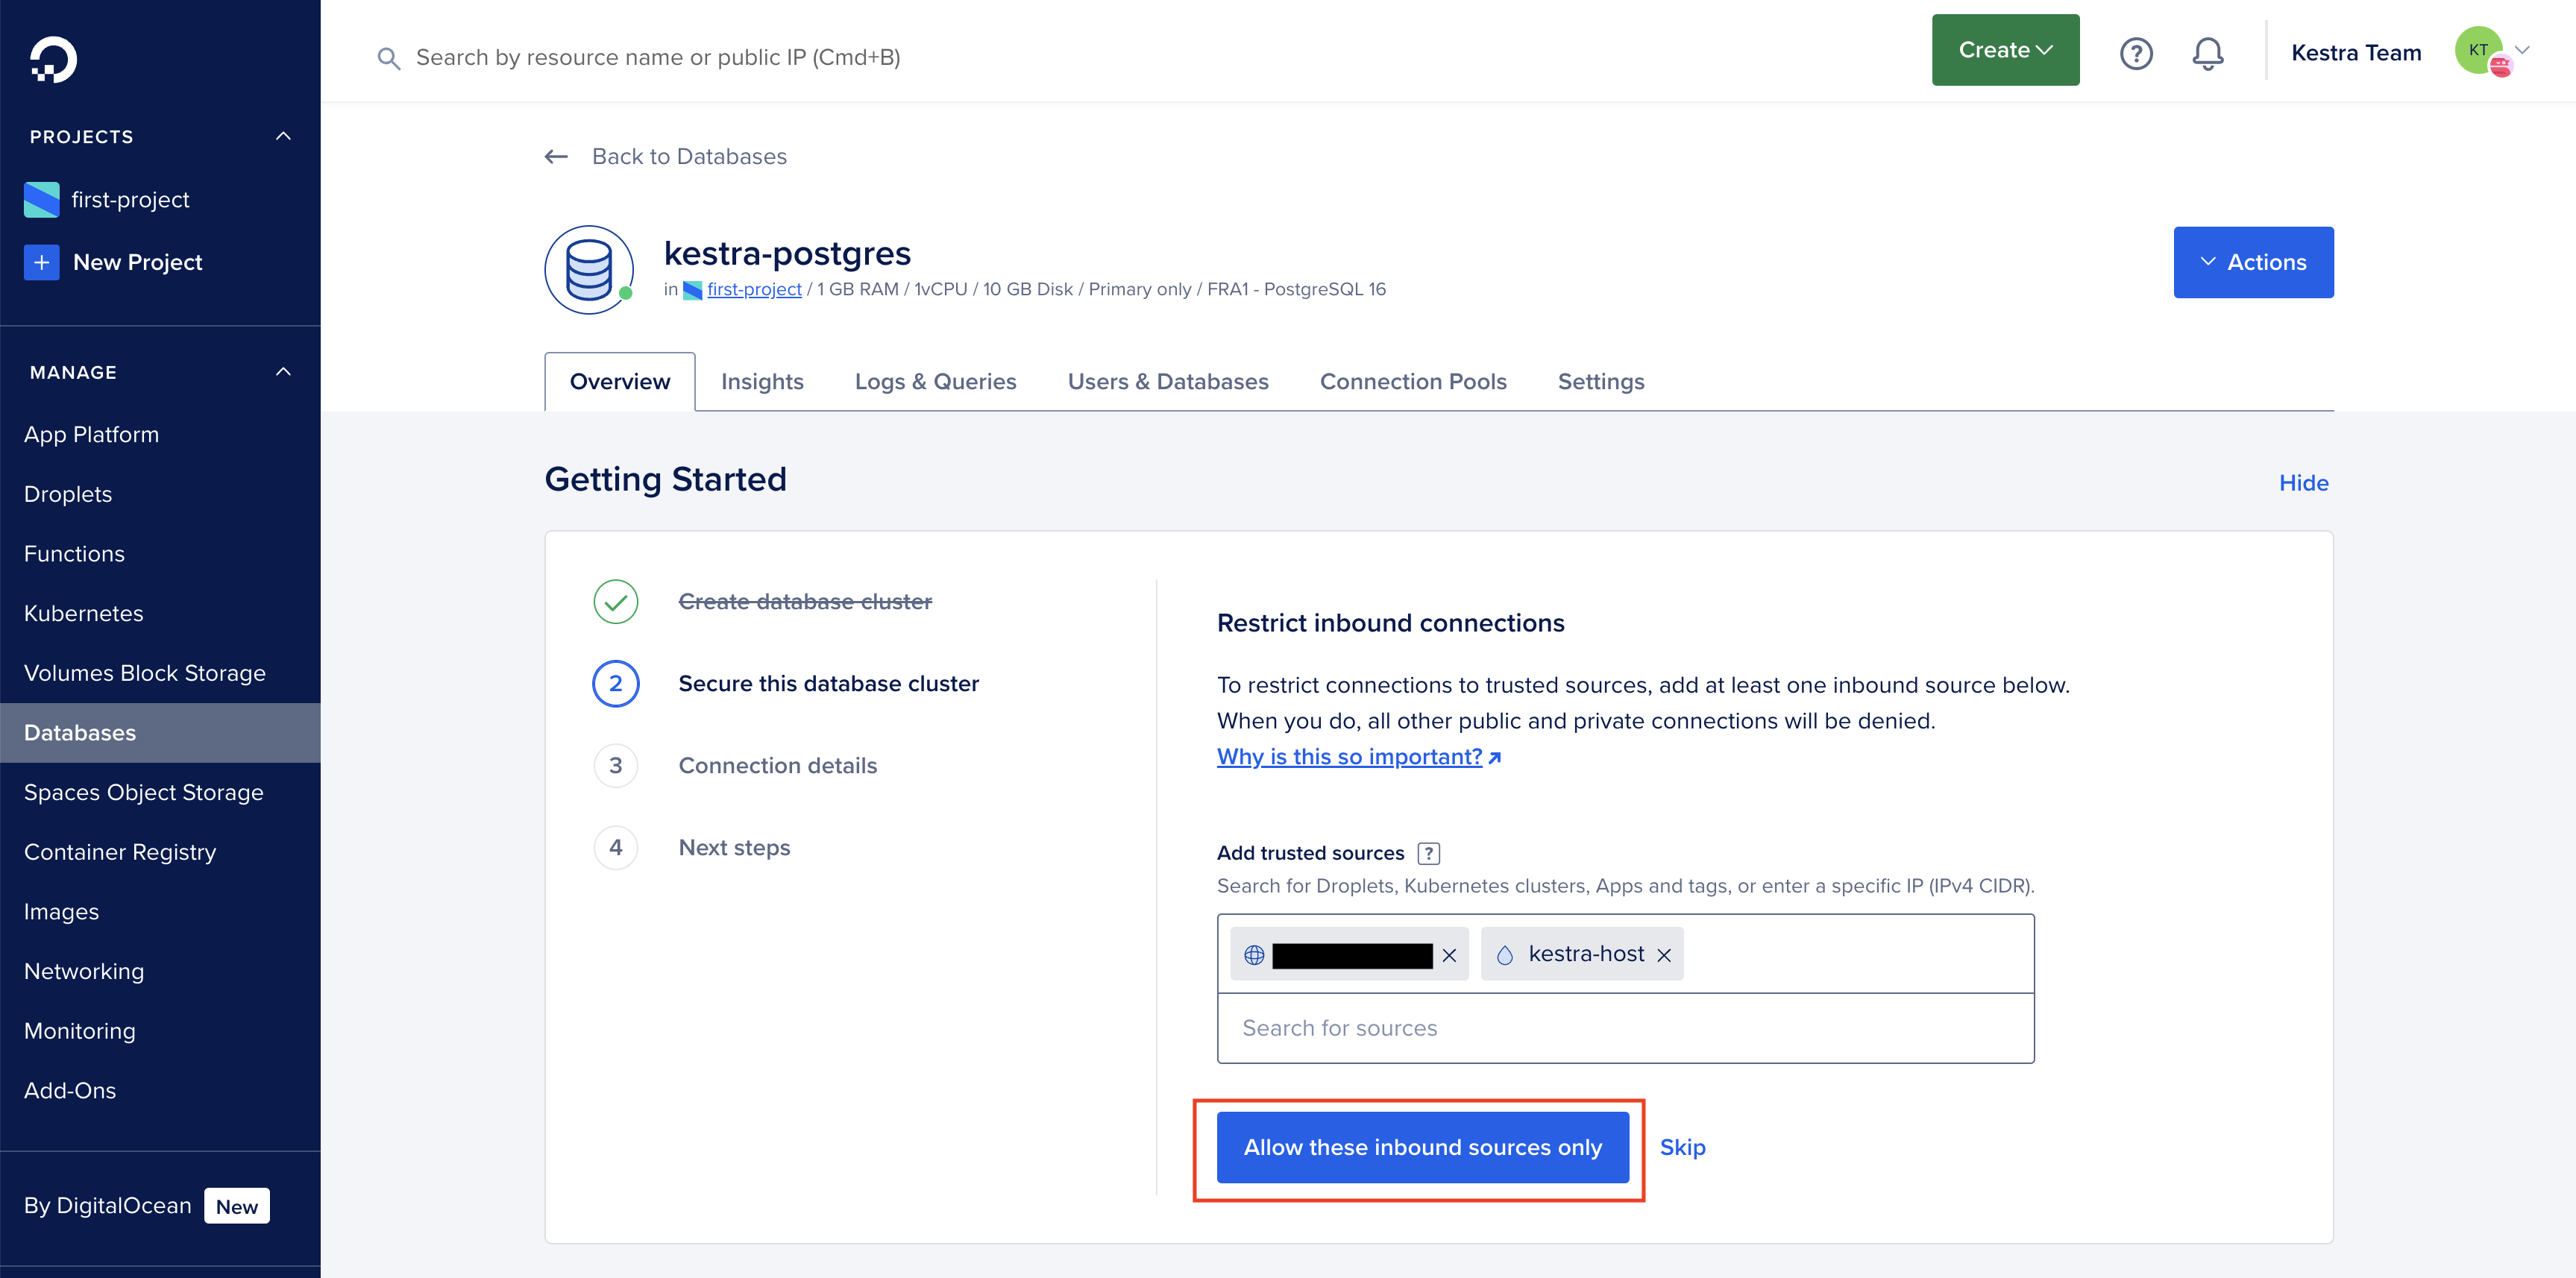 Search by resource name or public IP (Cmd+B)
Create
Kestra Team
KT
PROJECTS
first-project
New Project
MANAGE
App Platform
Droplets
Functions
Kubernetes
Volumes Block Storage
Databases
Spaces Object Storage
Container Registry
Images
Networking
Monitoring
Add-Ons
By DigitalOcean New
Back to Databases
kestra-postgres
in first-project / 1 GB RAM / 1vCPU / 10 GB Disk / Primary only / FRA1 - PostgreSQL 16
Actions
Overview Insights Logs & Queries Users & Databases Connection Pools Settings
Getting Started
Hide
Create database cluster
2 Secure this database cluster
3 Connection details
4 Next steps
Restrict inbound connections
To restrict connections to trusted sources, add at least one inbound source below.
When you do, all other public and private connections will be denied.
Why is this so important?
Add trusted sources ?
Search for Droplets, Kubernetes clusters, Apps and tags, or enter a specific IP (IPv4 CIDR).
kestra-host
Search for sources
Allow these inbound sources only Skip